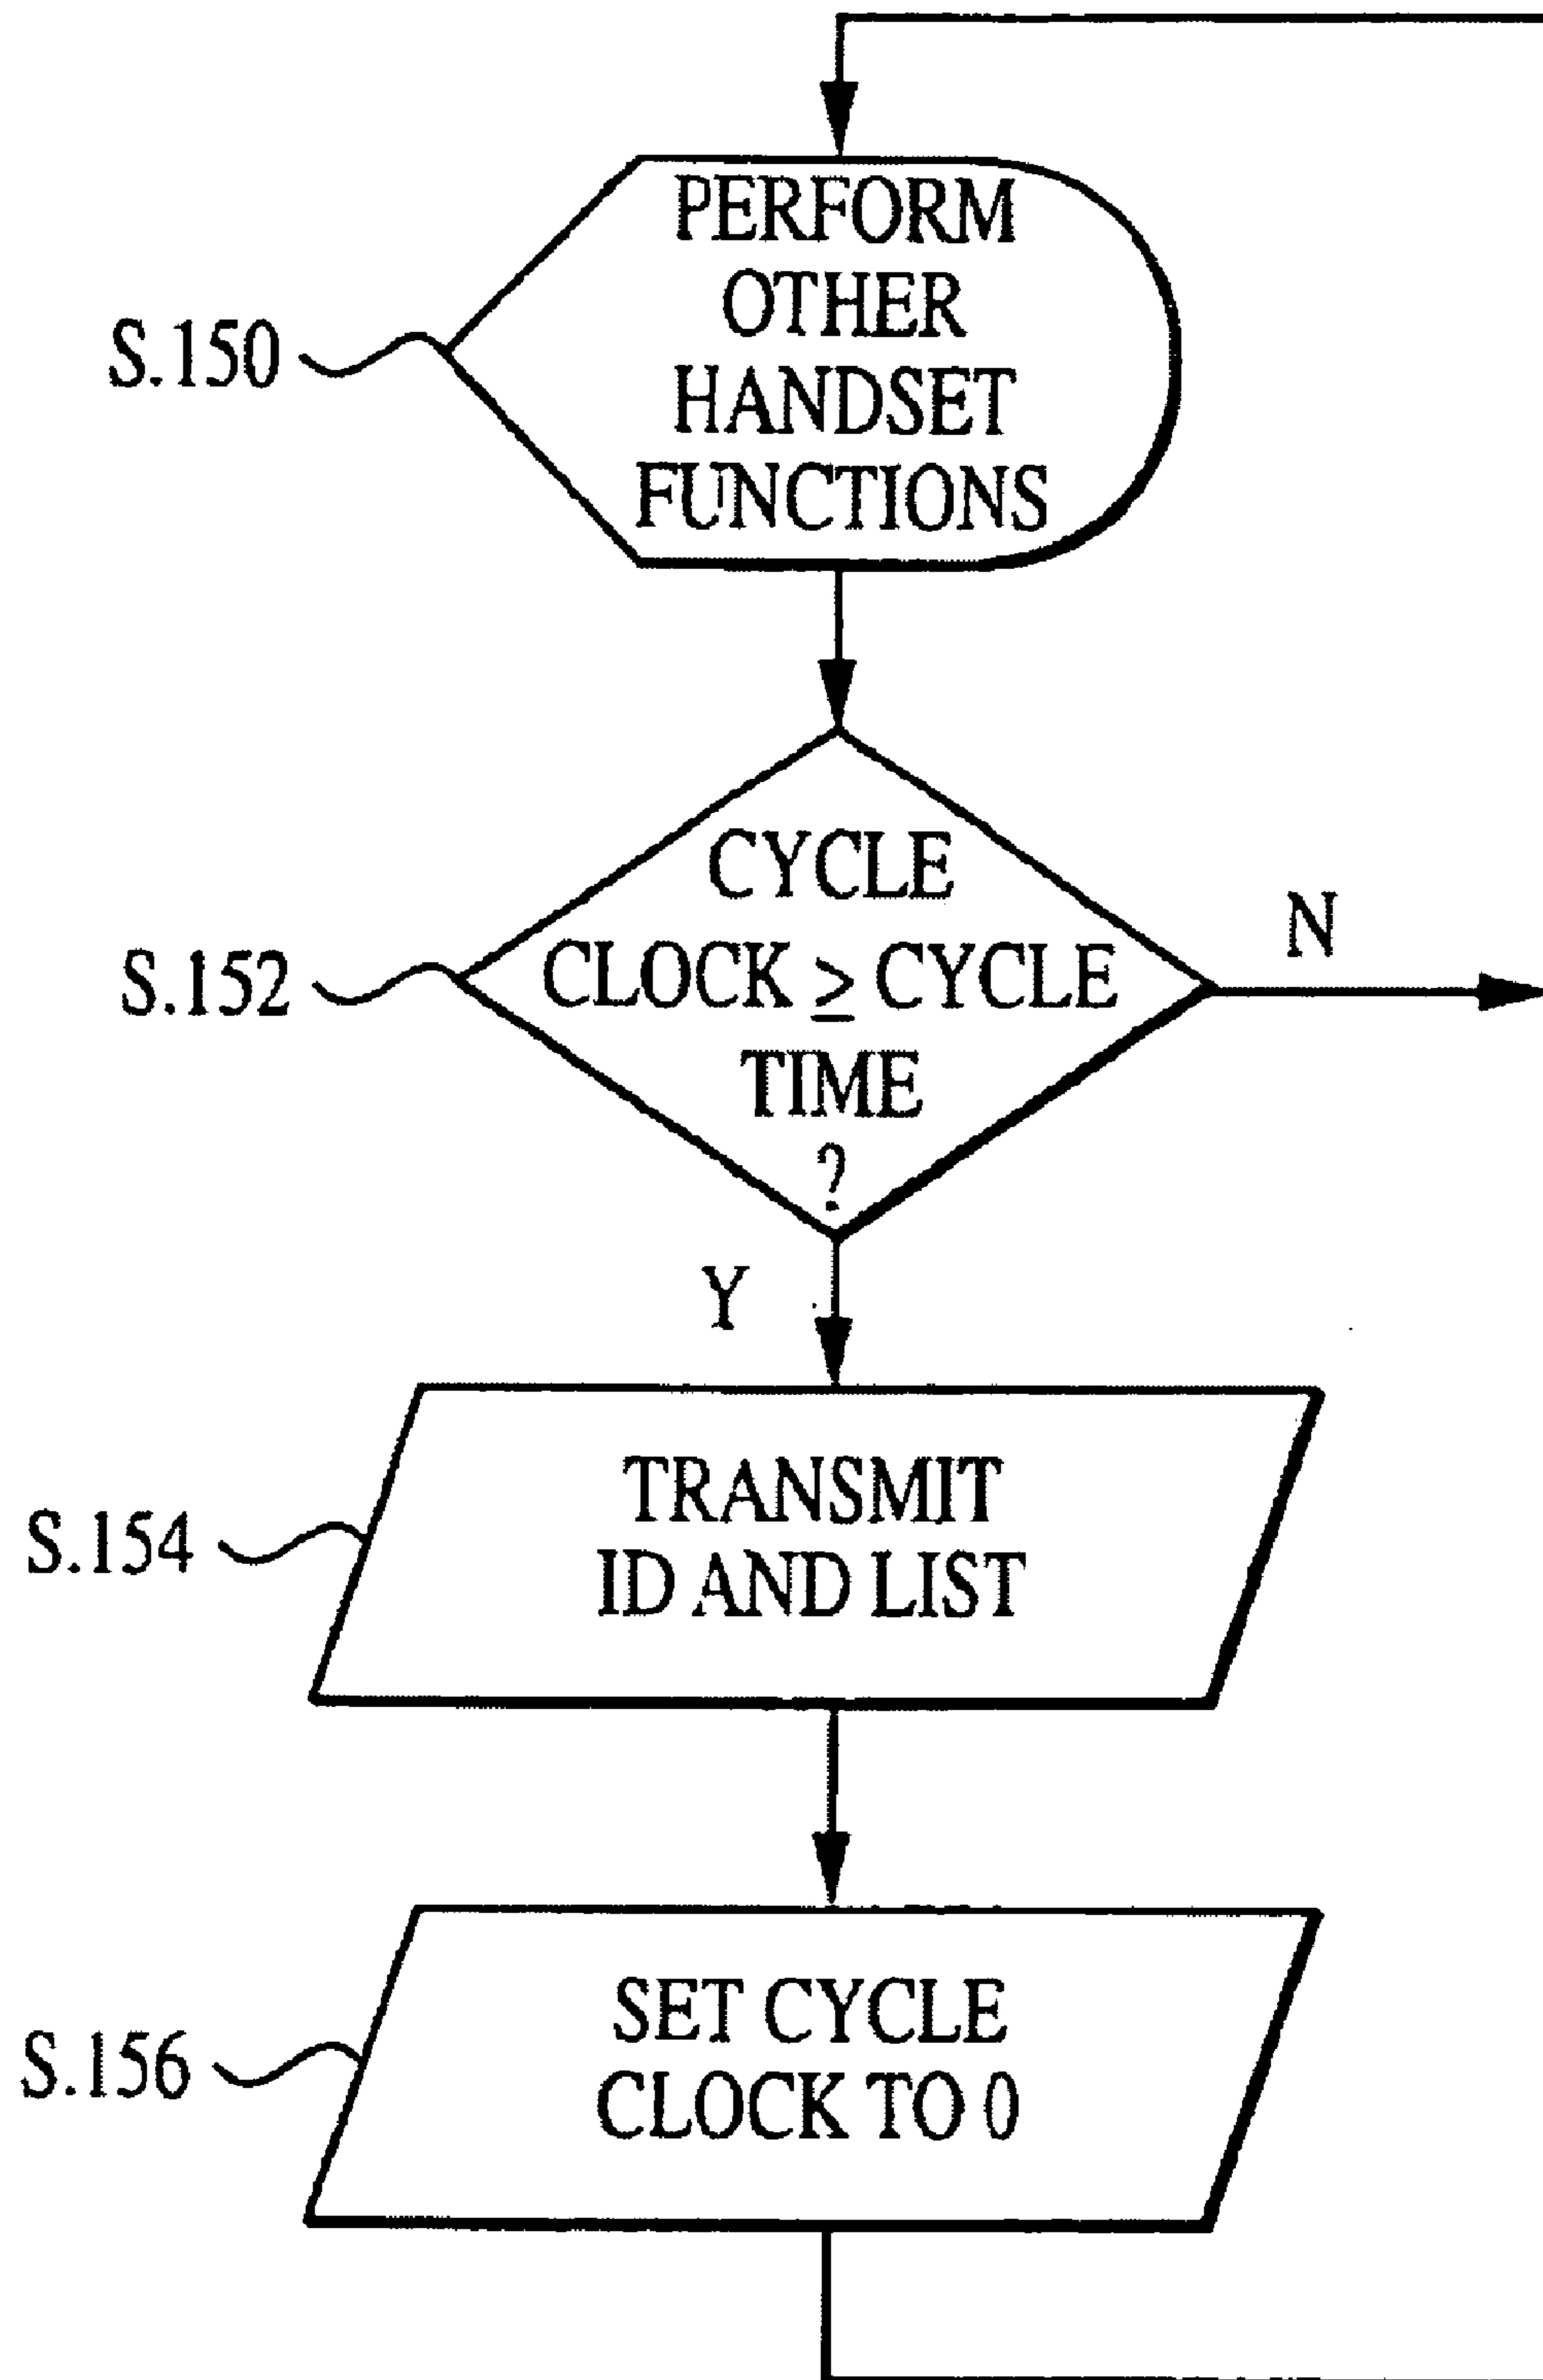 PERFORM
OTHER
HANDSET
FUNCTIONS
S.150
CYCLE
CLOCK ≥ CYCLE
TIME
?
S.152
N
Y
TRANSMIT
ID AND LIST
S.154
SET CYCLE
CLOCK TO 0
S.156